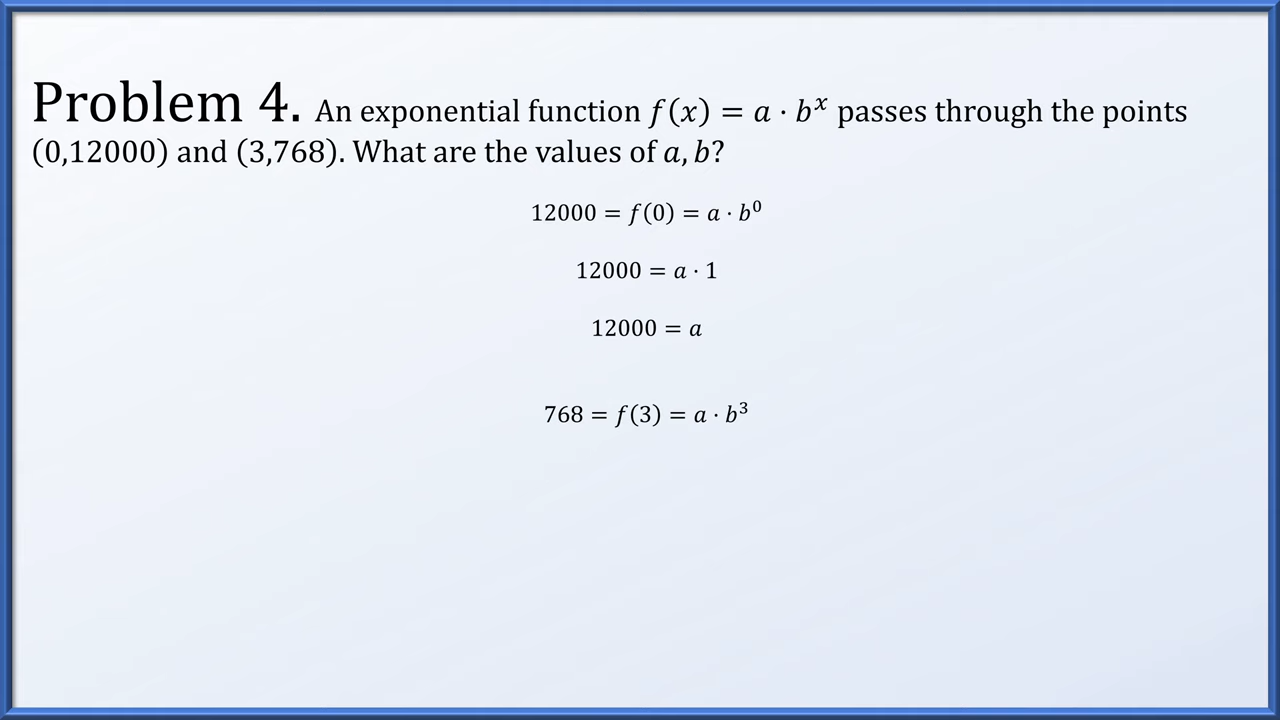 Problem 4. An exponential function f(x) = a · b^x passes through the points
(0,12000) and (3,768). What are the values of a, b?
12000 = f(0) = a · b^0
12000 = a · 1
12000 = a
768 = f(3) = a · b^3